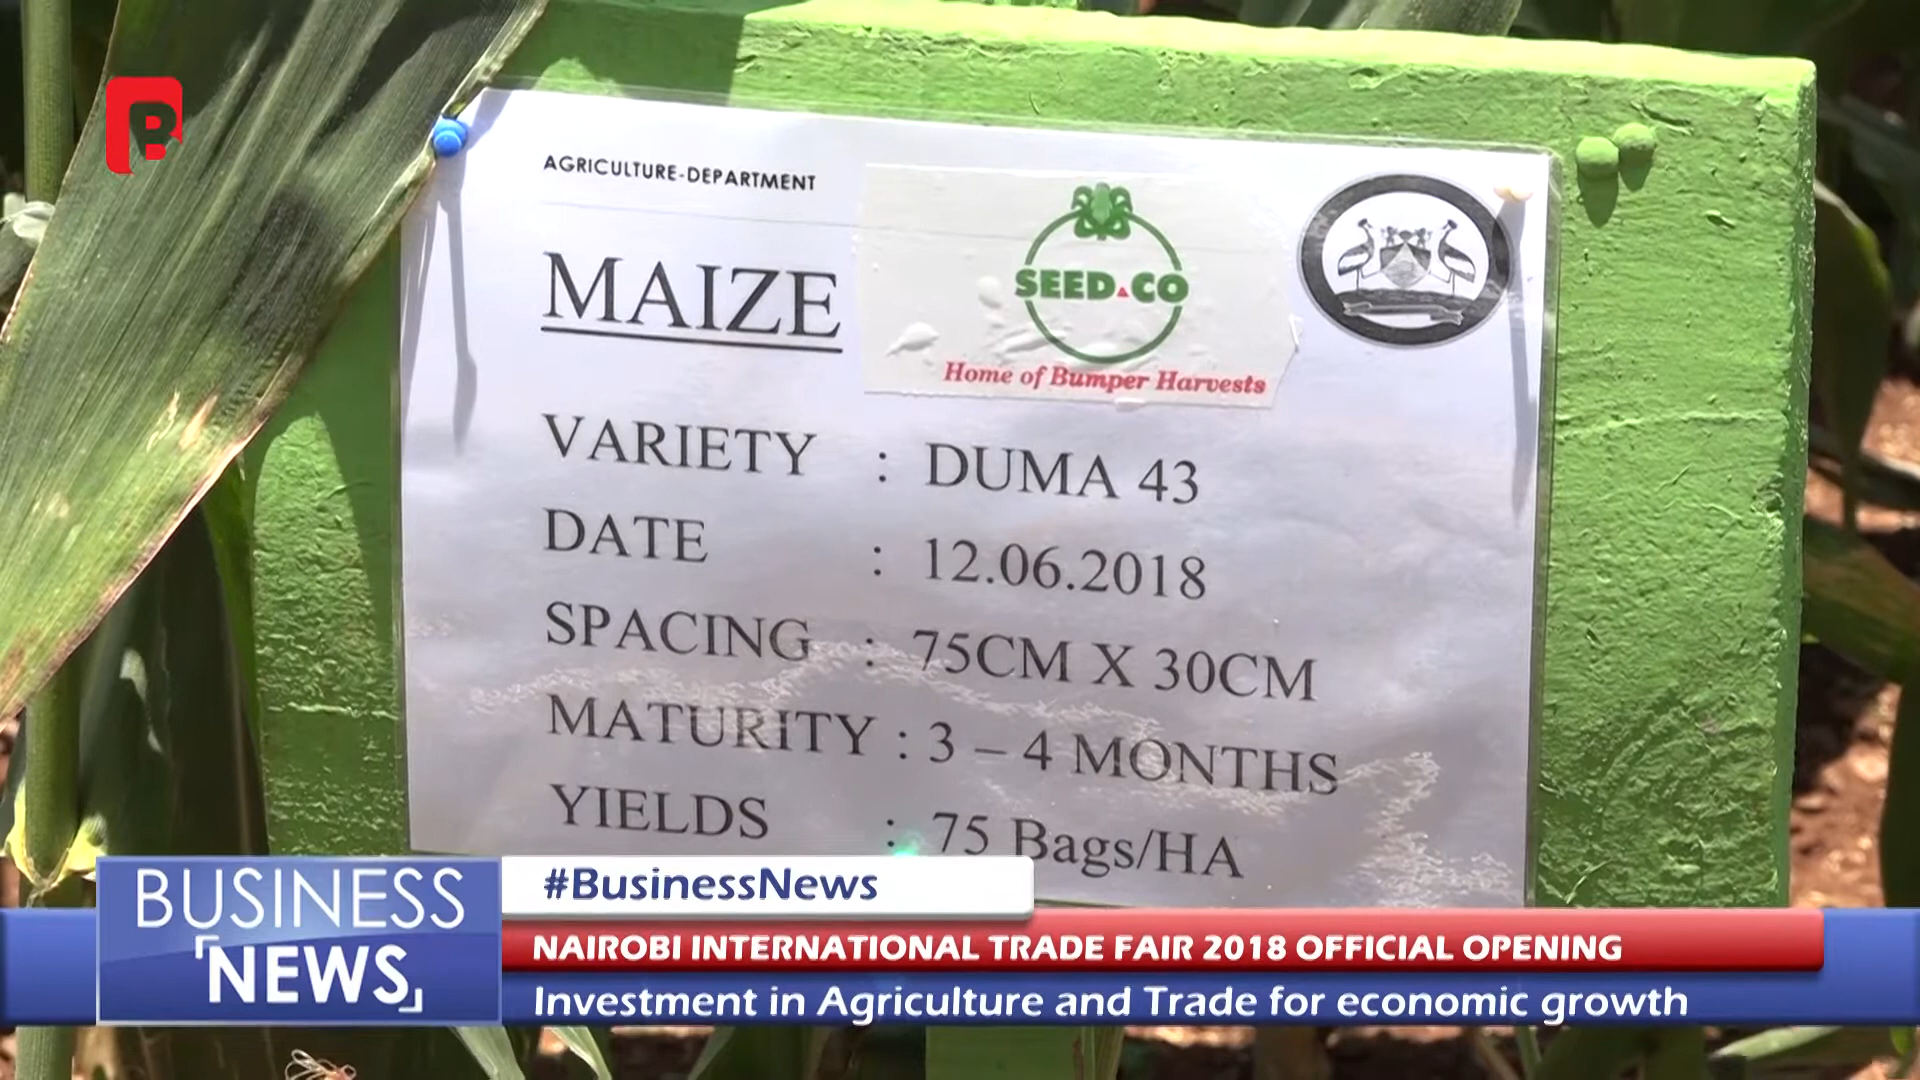 B
AGRICULTURE-DEPARTMENT
SEED CO
MAIZE
Home of Bumper Harvests
VARIETY : DUMA 43
DATE : 12.06.2018
SPACING : 75CM X 30CM
MATURITY : 3 – 4 MONTHS
YIELDS : 75 Bags/HA
BUSINESS
NEWS
#BusinessNews
NAIROBI INTERNATIONAL TRADE FAIR 2018 OFFICIAL OPENING
Investment in Agriculture and Trade for economic growth